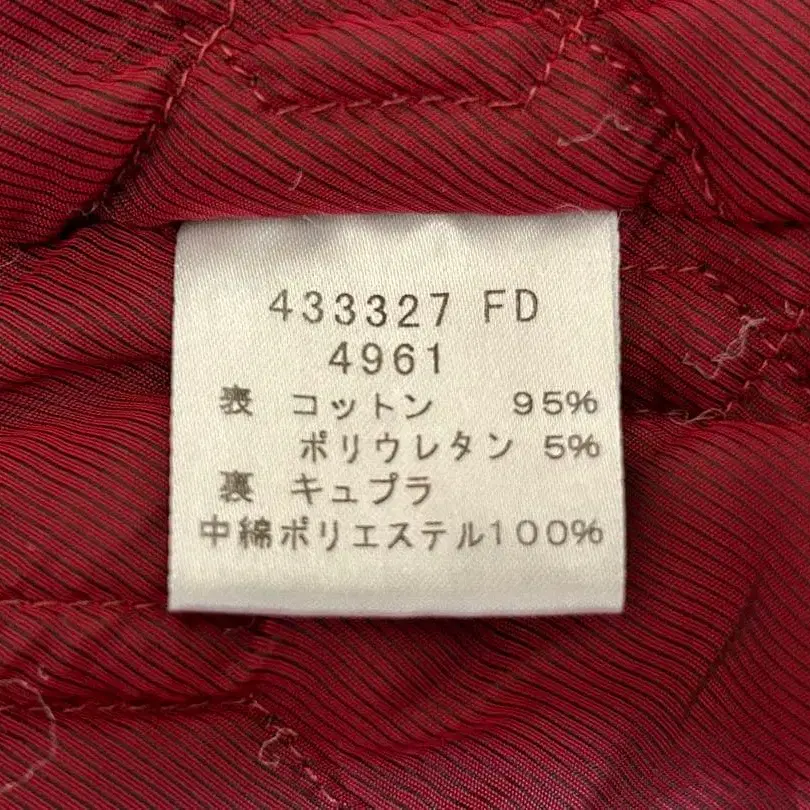 433327 FD
4961
表 コットン 95%
ポリウレタン 5%
裏 キュプラ
中綿ポリエステル100%